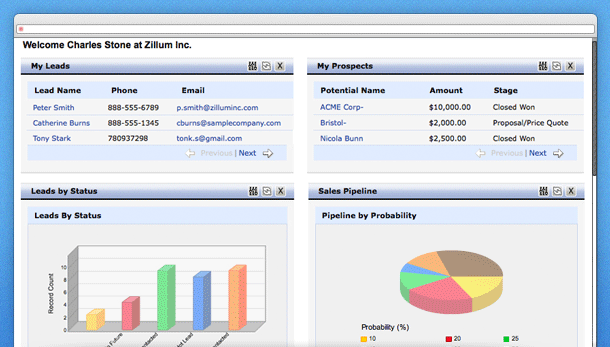 Welcome Charles Stone at Zillum Inc.
My Leads
Lead Name Phone Email
Peter Smith 888-555-6789 p.smith@zilluminc.com
Catherine Burns 888-555-1345 cburns@samplecompany.com
Tony Stark 780937298 tonk.s@gmail.com
Previous | Next
My Prospects
Potential Name Amount Stage
ACME Corp- $10,000.00 Closed Won
Bristol- $2,000.00 Proposal/Price Quote
Nicola Bunn $2,500.00 Closed Won
Previous | Next
Leads by Status
Leads By Status
Record Count
10
8
6
4
2
0
Future
Sales Pipeline
Pipeline by Probability
Probability (%)
10 20 25